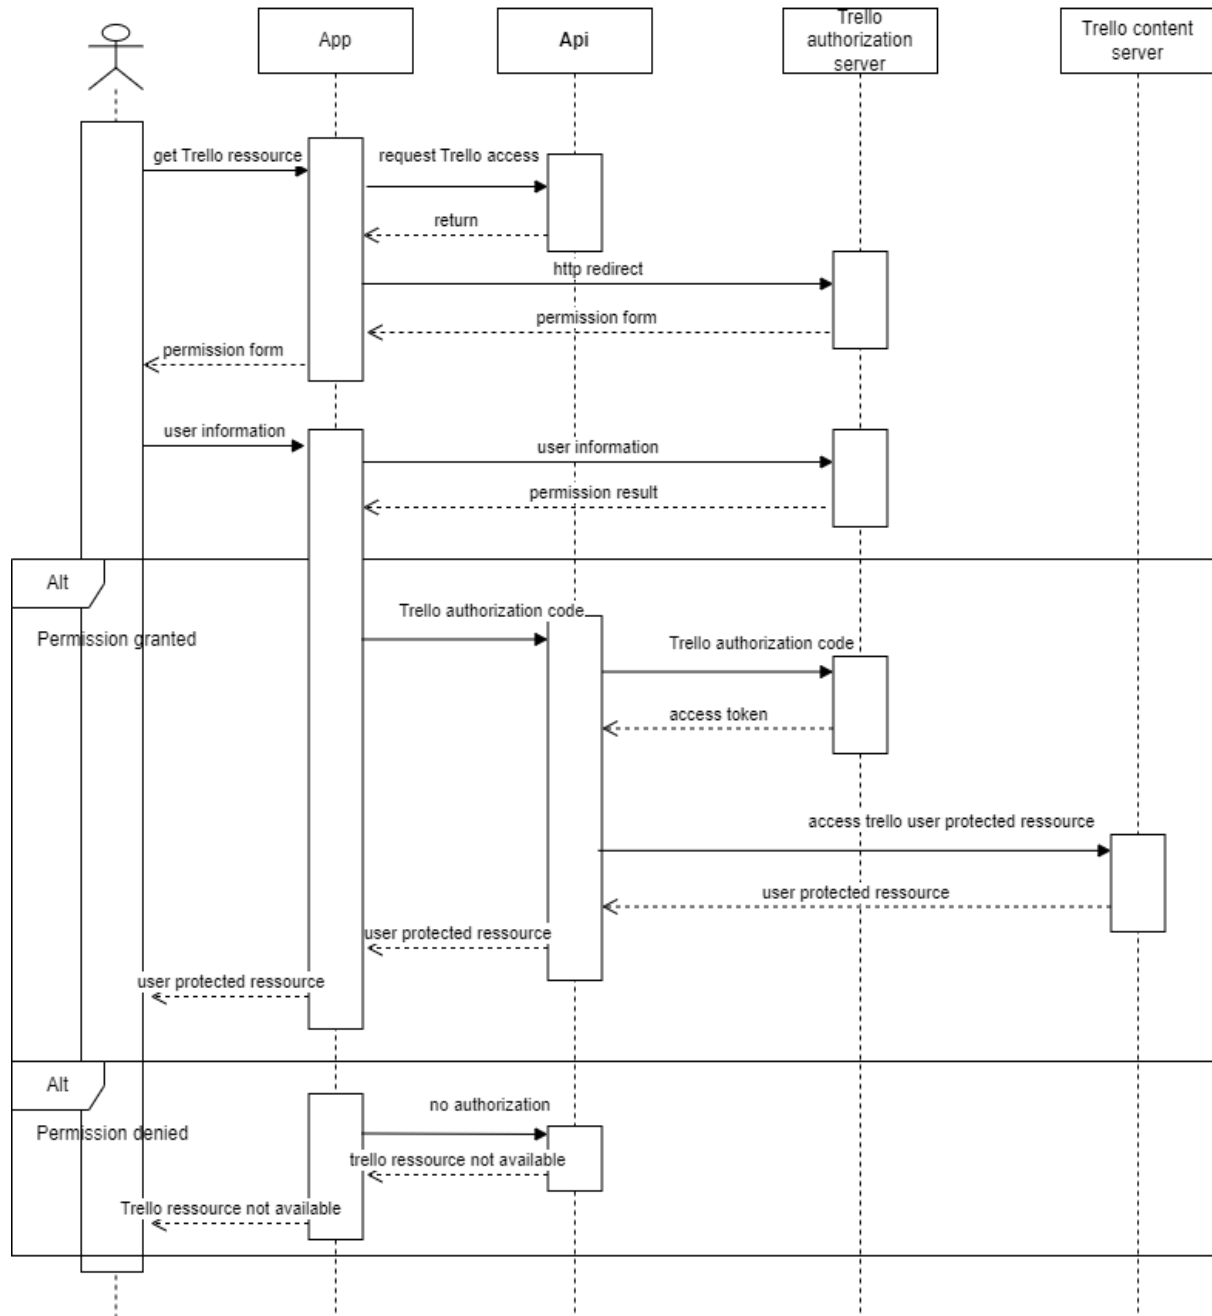 App
Api
Trello
authorization
server
Trello content
server
get Trello ressource
request Trello access
return
http redirect
permission form
permission form
user information
user information
permission result
Alt
Permission granted
Trello authorization code
Trello authorization code
access token
access trello user protected ressource
user protected ressource
user protected ressource
user protected ressource
Alt
Permission denied
no authorization
trello ressource not available
Trello ressource not available